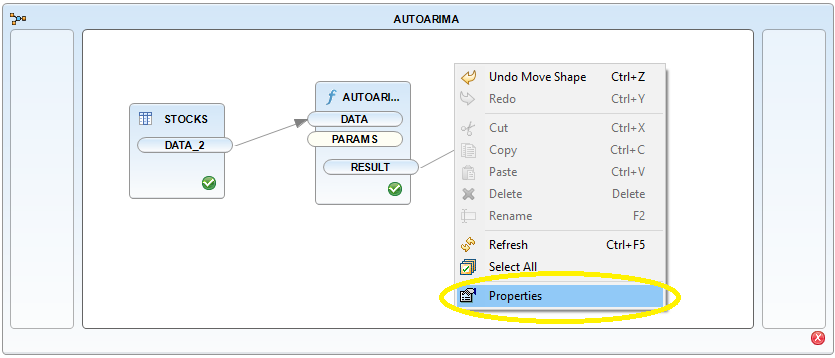 AUTOARIMA
STOCKS
DATA_2
AUTOARI...
DATA
PARAMS
RESULT
Undo Move Shape Ctrl+Z
Redo Ctrl+Y
Cut Ctrl+X
Copy Ctrl+C
Paste Ctrl+V
Delete Delete
Rename F2
Refresh Ctrl+F5
Select All
Properties